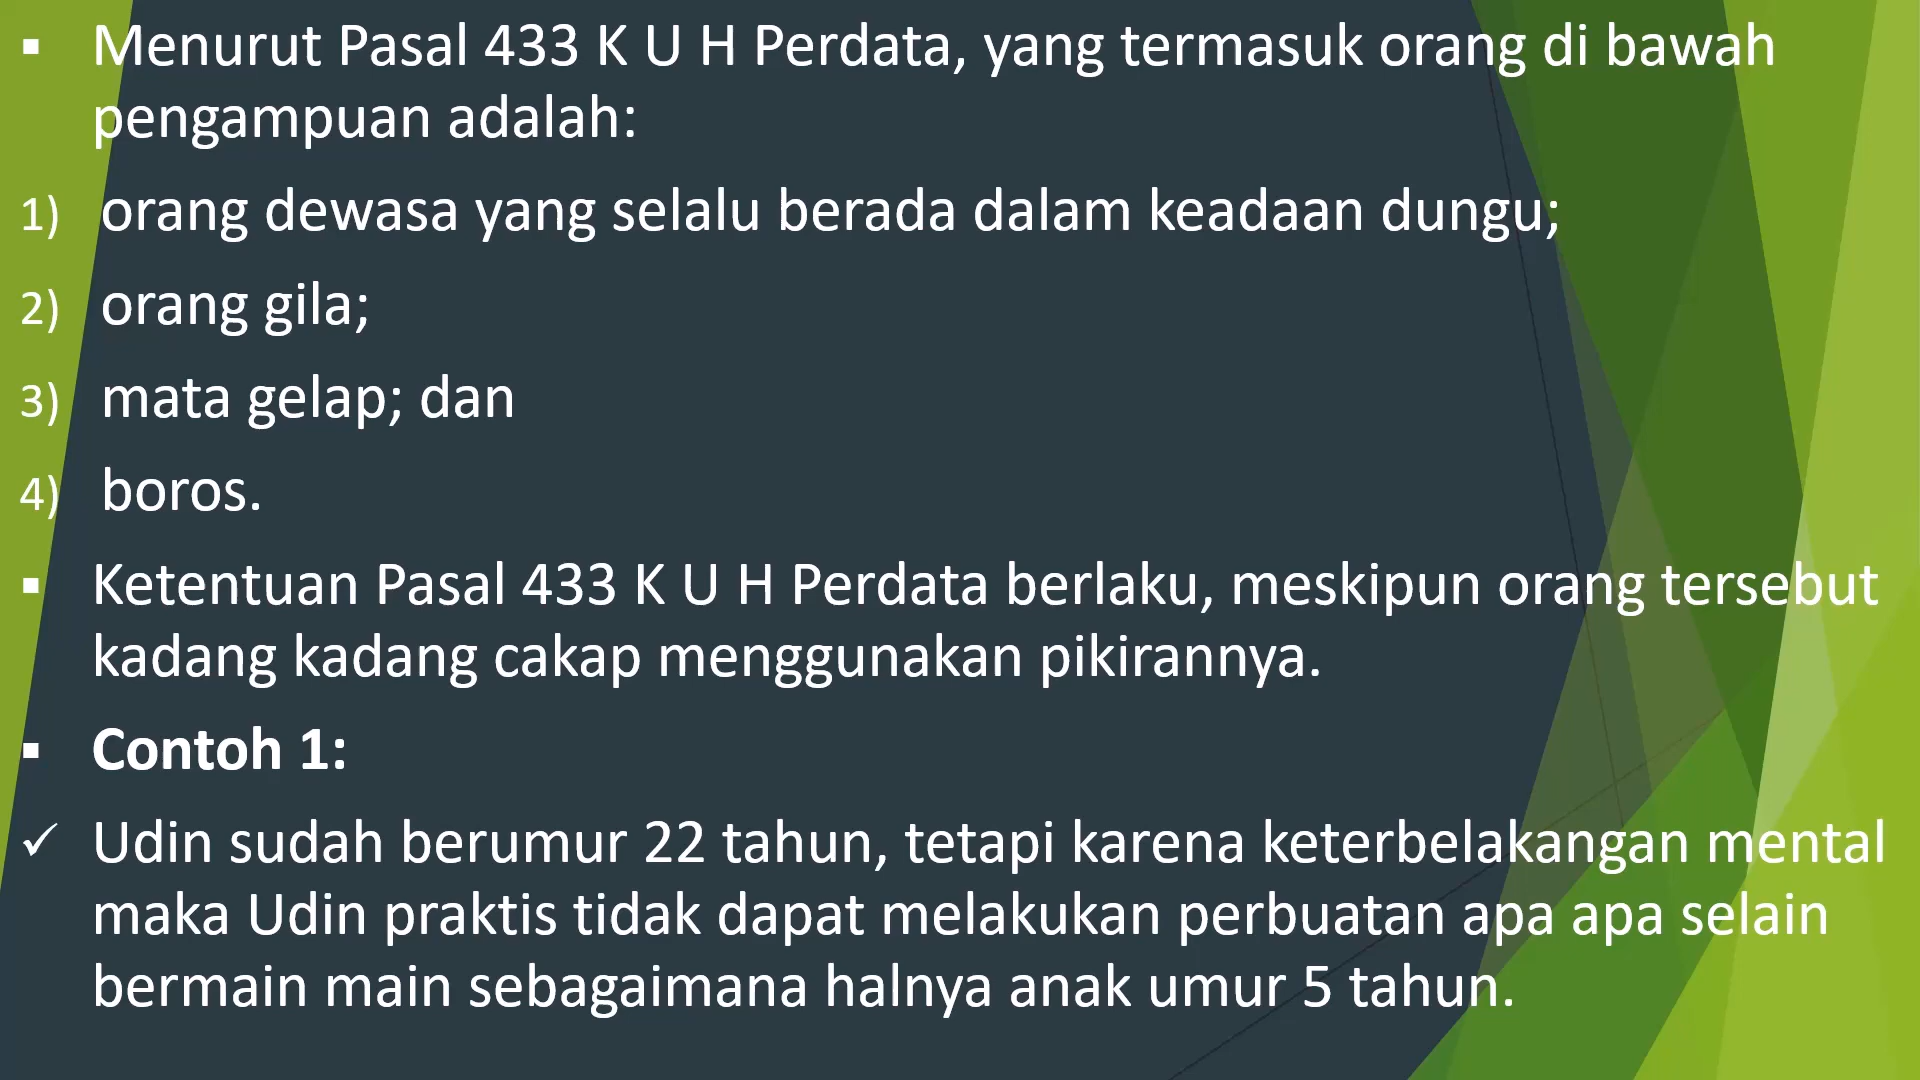 ▪ Menurut Pasal 433 K U H Perdata, yang termasuk orang di bawah
pengampuan adalah:
1) orang dewasa yang selalu berada dalam keadaan dungu;
2) orang gila;
3) mata gelap; dan
4) boros.
▪ Ketentuan Pasal 433 K U H Perdata berlaku, meskipun orang tersebut
kadang kadang cakap menggunakan pikirannya.
▪ Contoh 1:
✓ Udin sudah berumur 22 tahun, tetapi karena keterbelakangan mental
maka Udin praktis tidak dapat melakukan perbuatan apa apa selain
bermain main sebagaimana halnya anak umur 5 tahun.